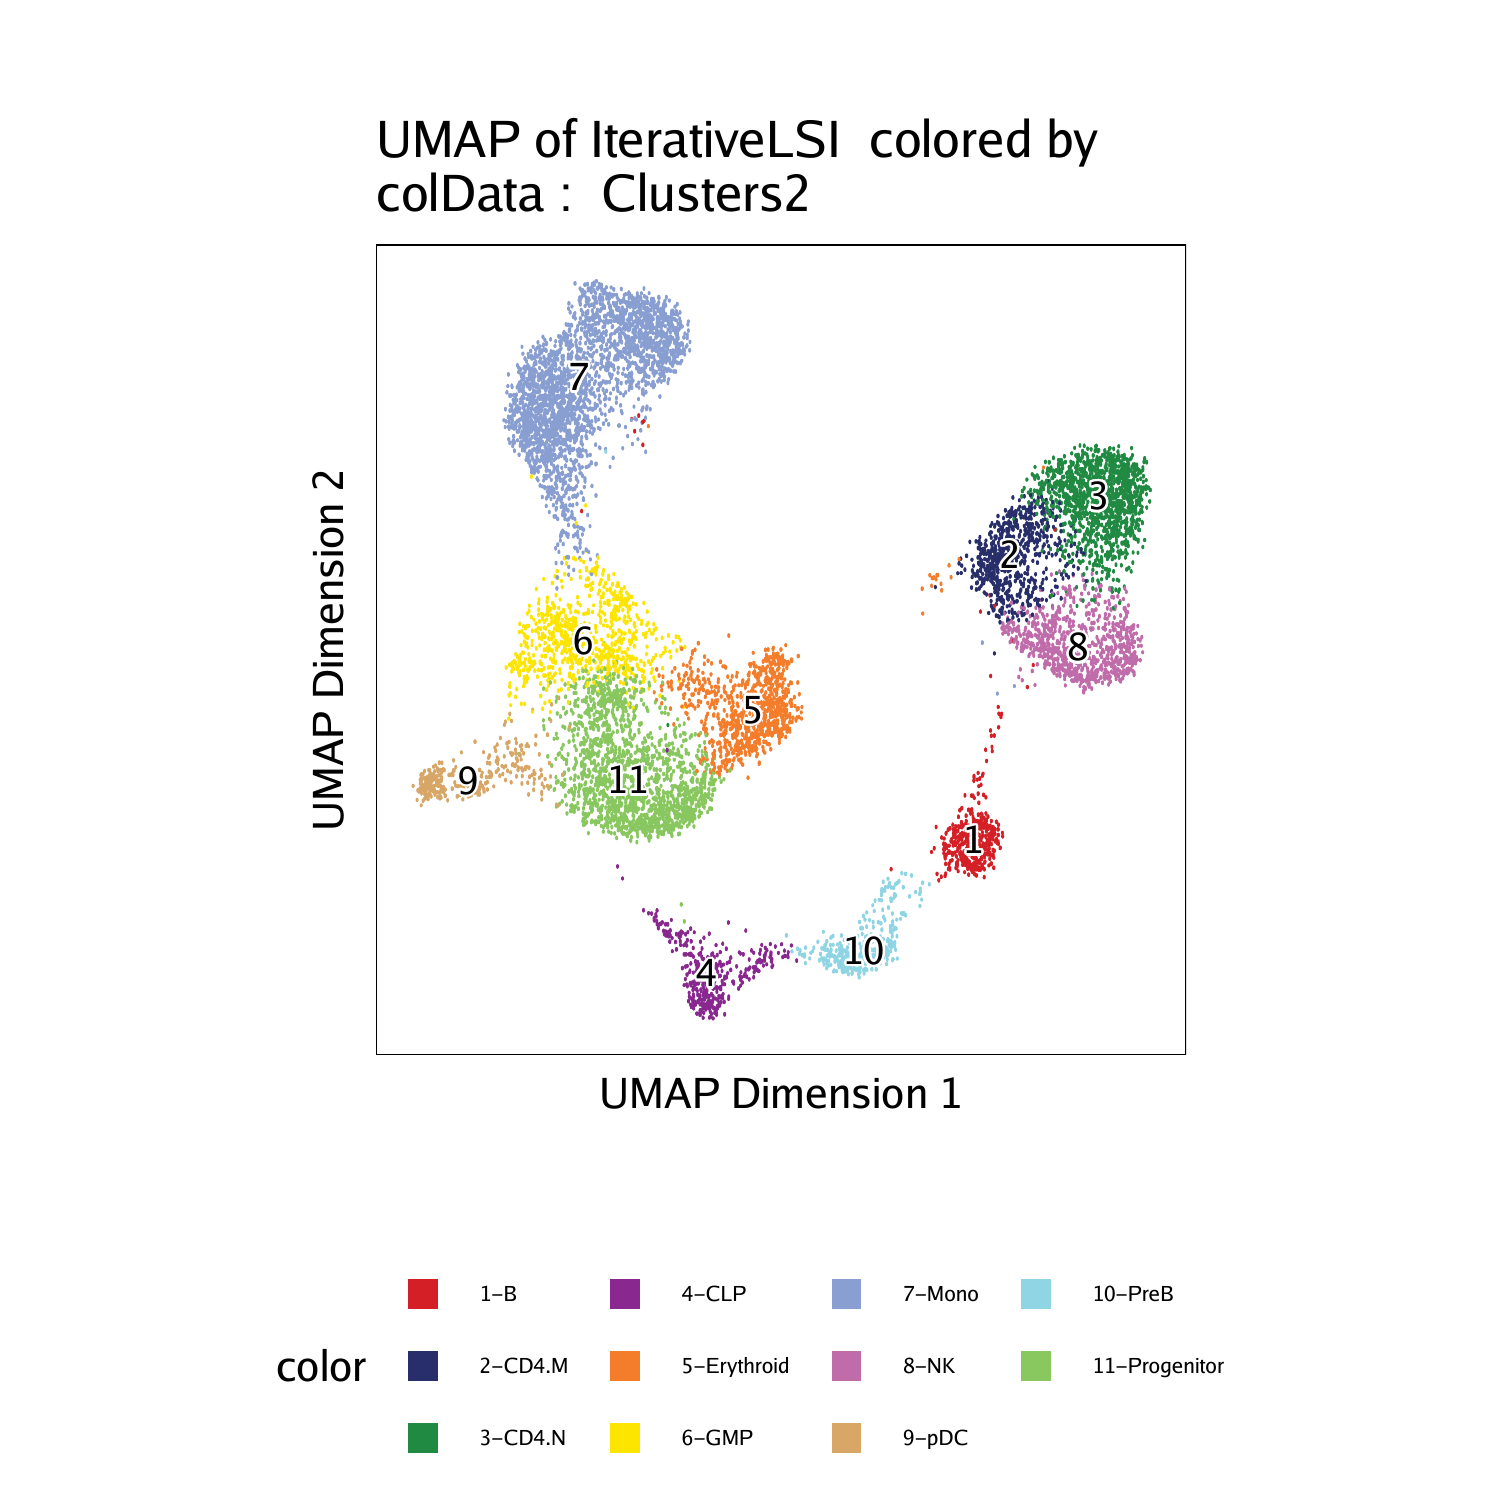 UMAP of IterativeLSI  colored by
colData :  Clusters2
UMAP Dimension 2
7
3
2
6
8
5
9
11
1
10
4
UMAP Dimension 1
color
1−B
4−CLP
7−Mono
10−PreB
2−CD4.M
5−Erythroid
8−NK
11−Progenitor
3−CD4.N
6−GMP
9−pDC